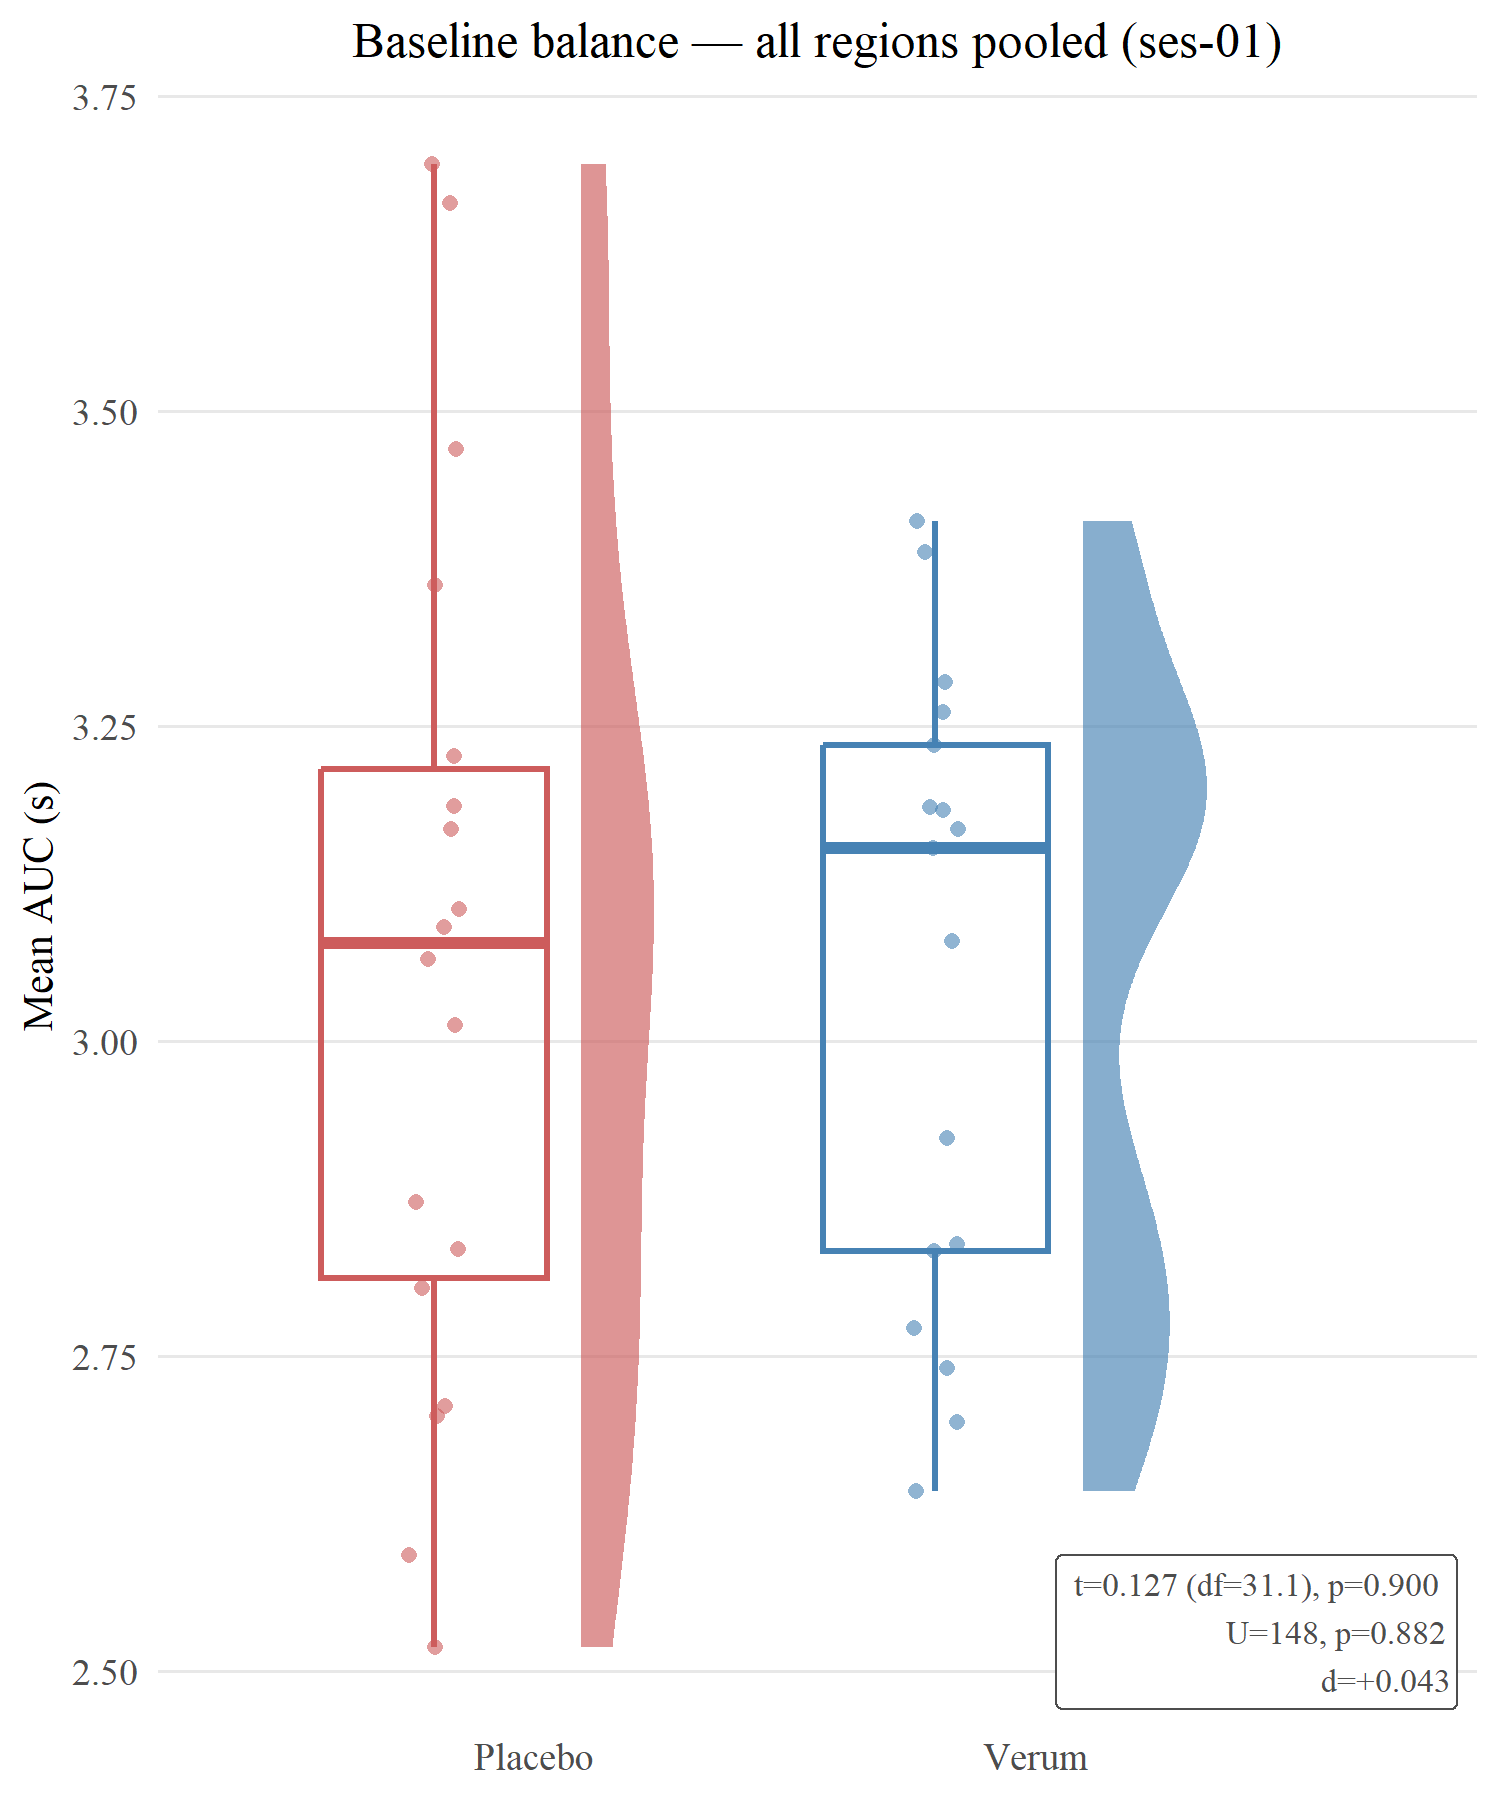 Baseline balance — all regions pooled (ses-01)
3.75
3.50
3.25
3.00
2.75
2.50
Mean AUC (s)
t=0.127 (df=31.1), p=0.900
U=148, p=0.882
d=+0.043
Placebo
Verum